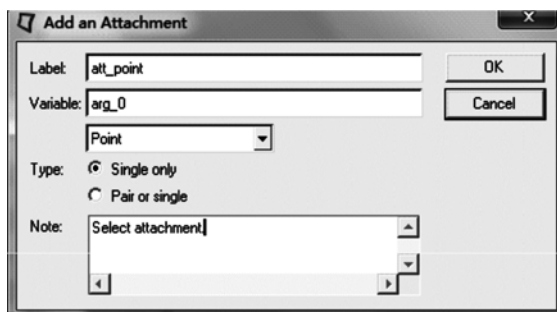 Add an Attachment
x
Label: att_point OK
Variable: arg_0 Cancel
Point
Type: Single only
Pair or single
Note: Select attachment.